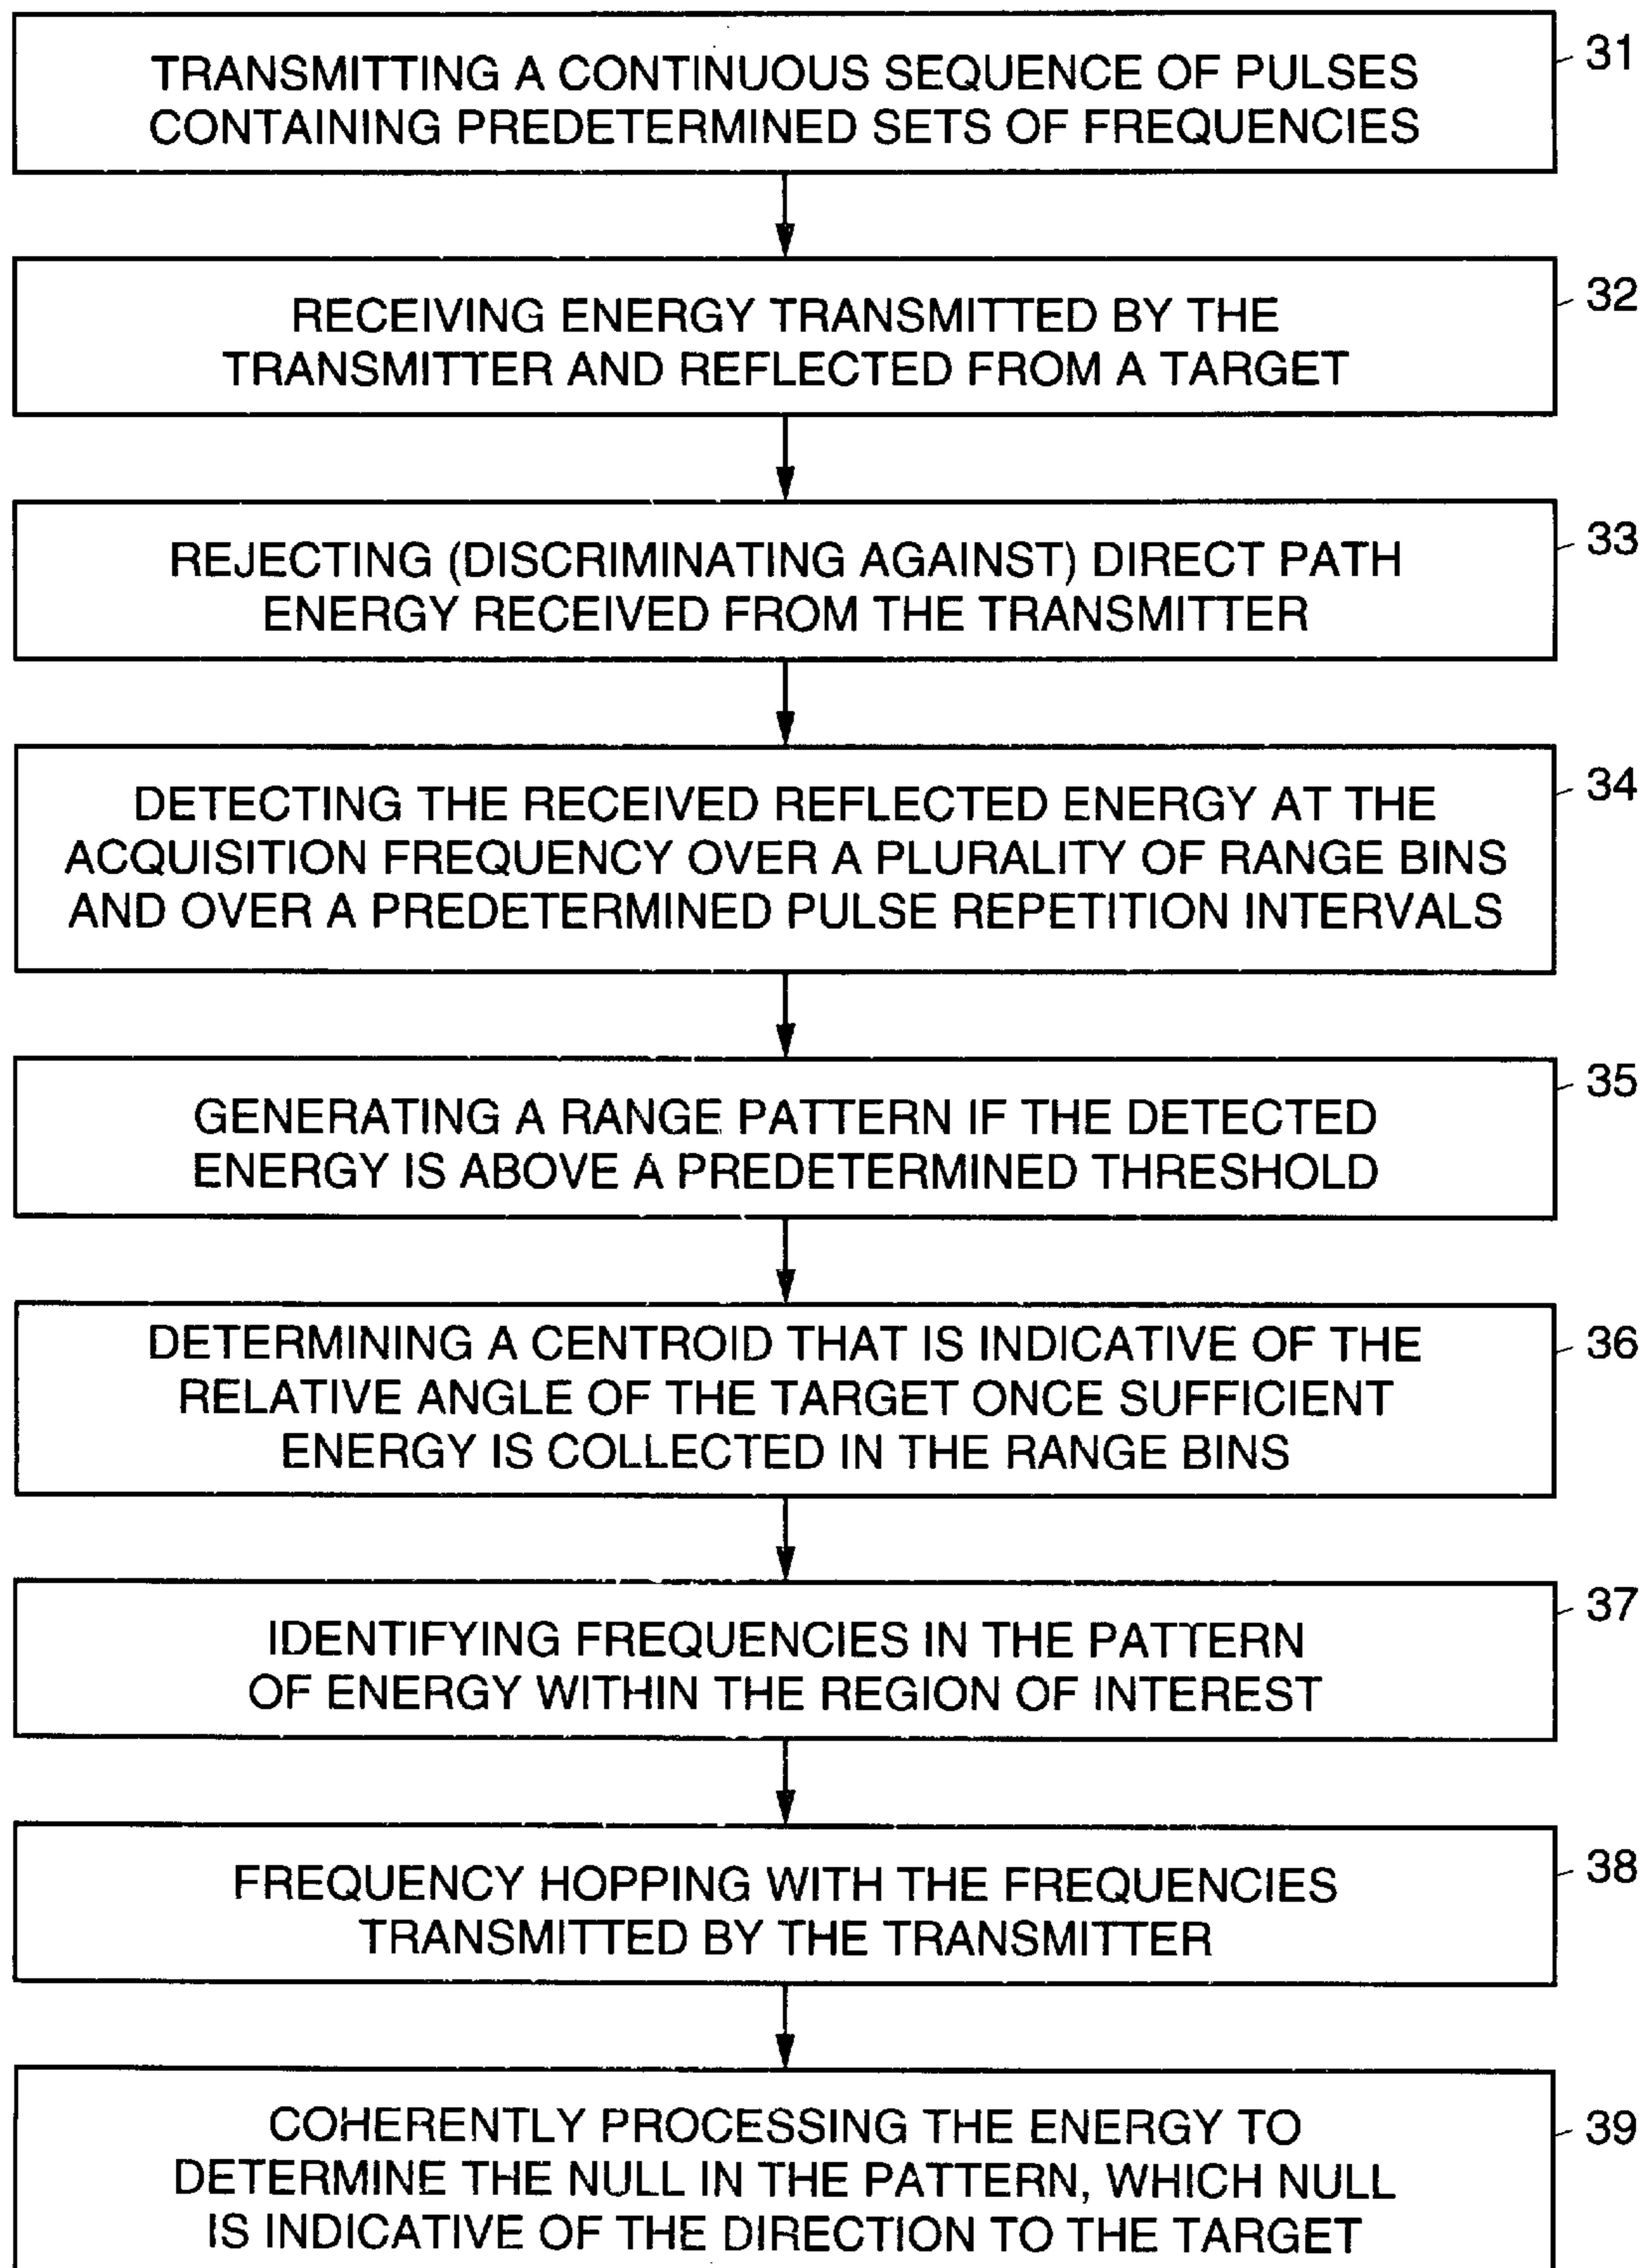 TRANSMITTING A CONTINUOUS SEQUENCE OF PULSES
CONTAINING PREDETERMINED SETS OF FREQUENCIES
31
RECEIVING ENERGY TRANSMITTED BY THE
TRANSMITTER AND REFLECTED FROM A TARGET
32
REJECTING (DISCRIMINATING AGAINST) DIRECT PATH
ENERGY RECEIVED FROM THE TRANSMITTER
33
DETECTING THE RECEIVED REFLECTED ENERGY AT THE
ACQUISITION FREQUENCY OVER A PLURALITY OF RANGE BINS
AND OVER A PREDETERMINED PULSE REPETITION INTERVALS
34
GENERATING A RANGE PATTERN IF THE DETECTED
ENERGY IS ABOVE A PREDETERMINED THRESHOLD
35
DETERMINING A CENTROID THAT IS INDICATIVE OF THE
RELATIVE ANGLE OF THE TARGET ONCE SUFFICIENT
ENERGY IS COLLECTED IN THE RANGE BINS
36
IDENTIFYING FREQUENCIES IN THE PATTERN
OF ENERGY WITHIN THE REGION OF INTEREST
37
FREQUENCY HOPPING WITH THE FREQUENCIES
TRANSMITTED BY THE TRANSMITTER
38
COHERENTLY PROCESSING THE ENERGY TO
DETERMINE THE NULL IN THE PATTERN, WHICH NULL
IS INDICATIVE OF THE DIRECTION TO THE TARGET
39